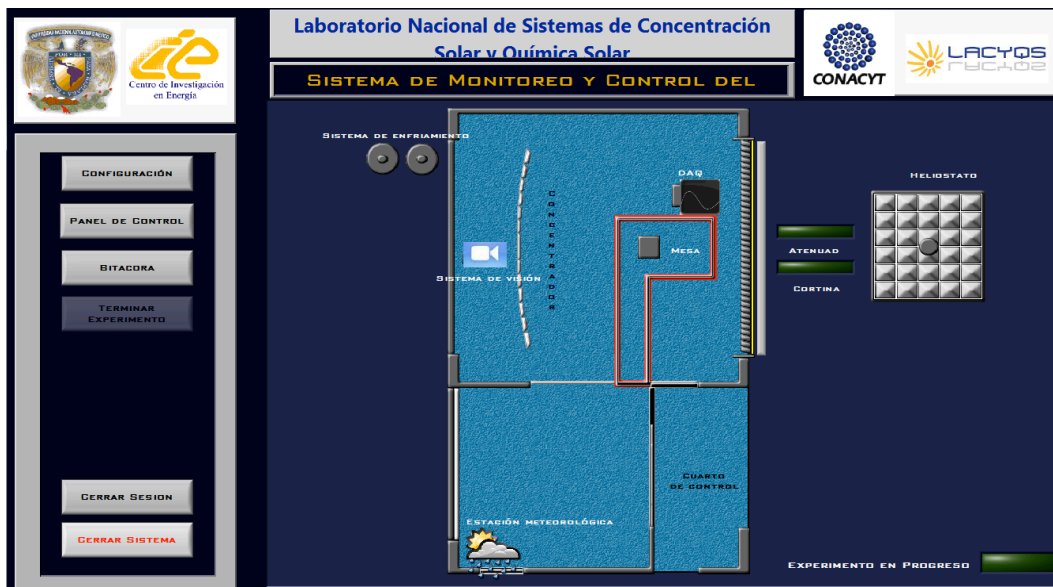 Centro de Investigación
en Energía
Laboratorio Nacional de Sistemas de Concentración
Solar y Química Solar
Sistema de Monitoreo y Control del
CONACYT
LACYQS
Configuración
Panel de Control
Bitacora
Terminar
Experimento
Cerrar Sesion
Cerrar Sistema
Sistema de enfriamiento
Concentrador
DAQ
Mesa
Sistema de visión
Atenuad
Cortina
Heliostato
Cuarto
de control
Estación meteorológica
Experimento en Progreso